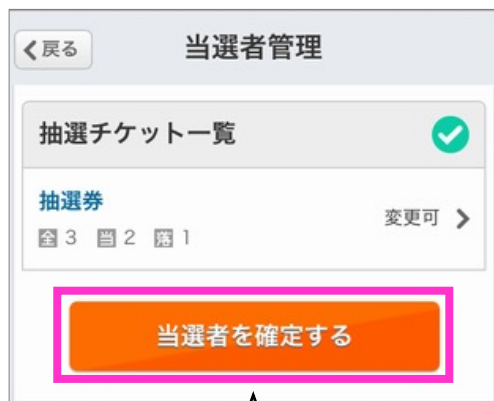 戻る
当選者管理
抽選チケット一覧
抽選券
変更可
全 3 当 2 落 1
当選者を確定する